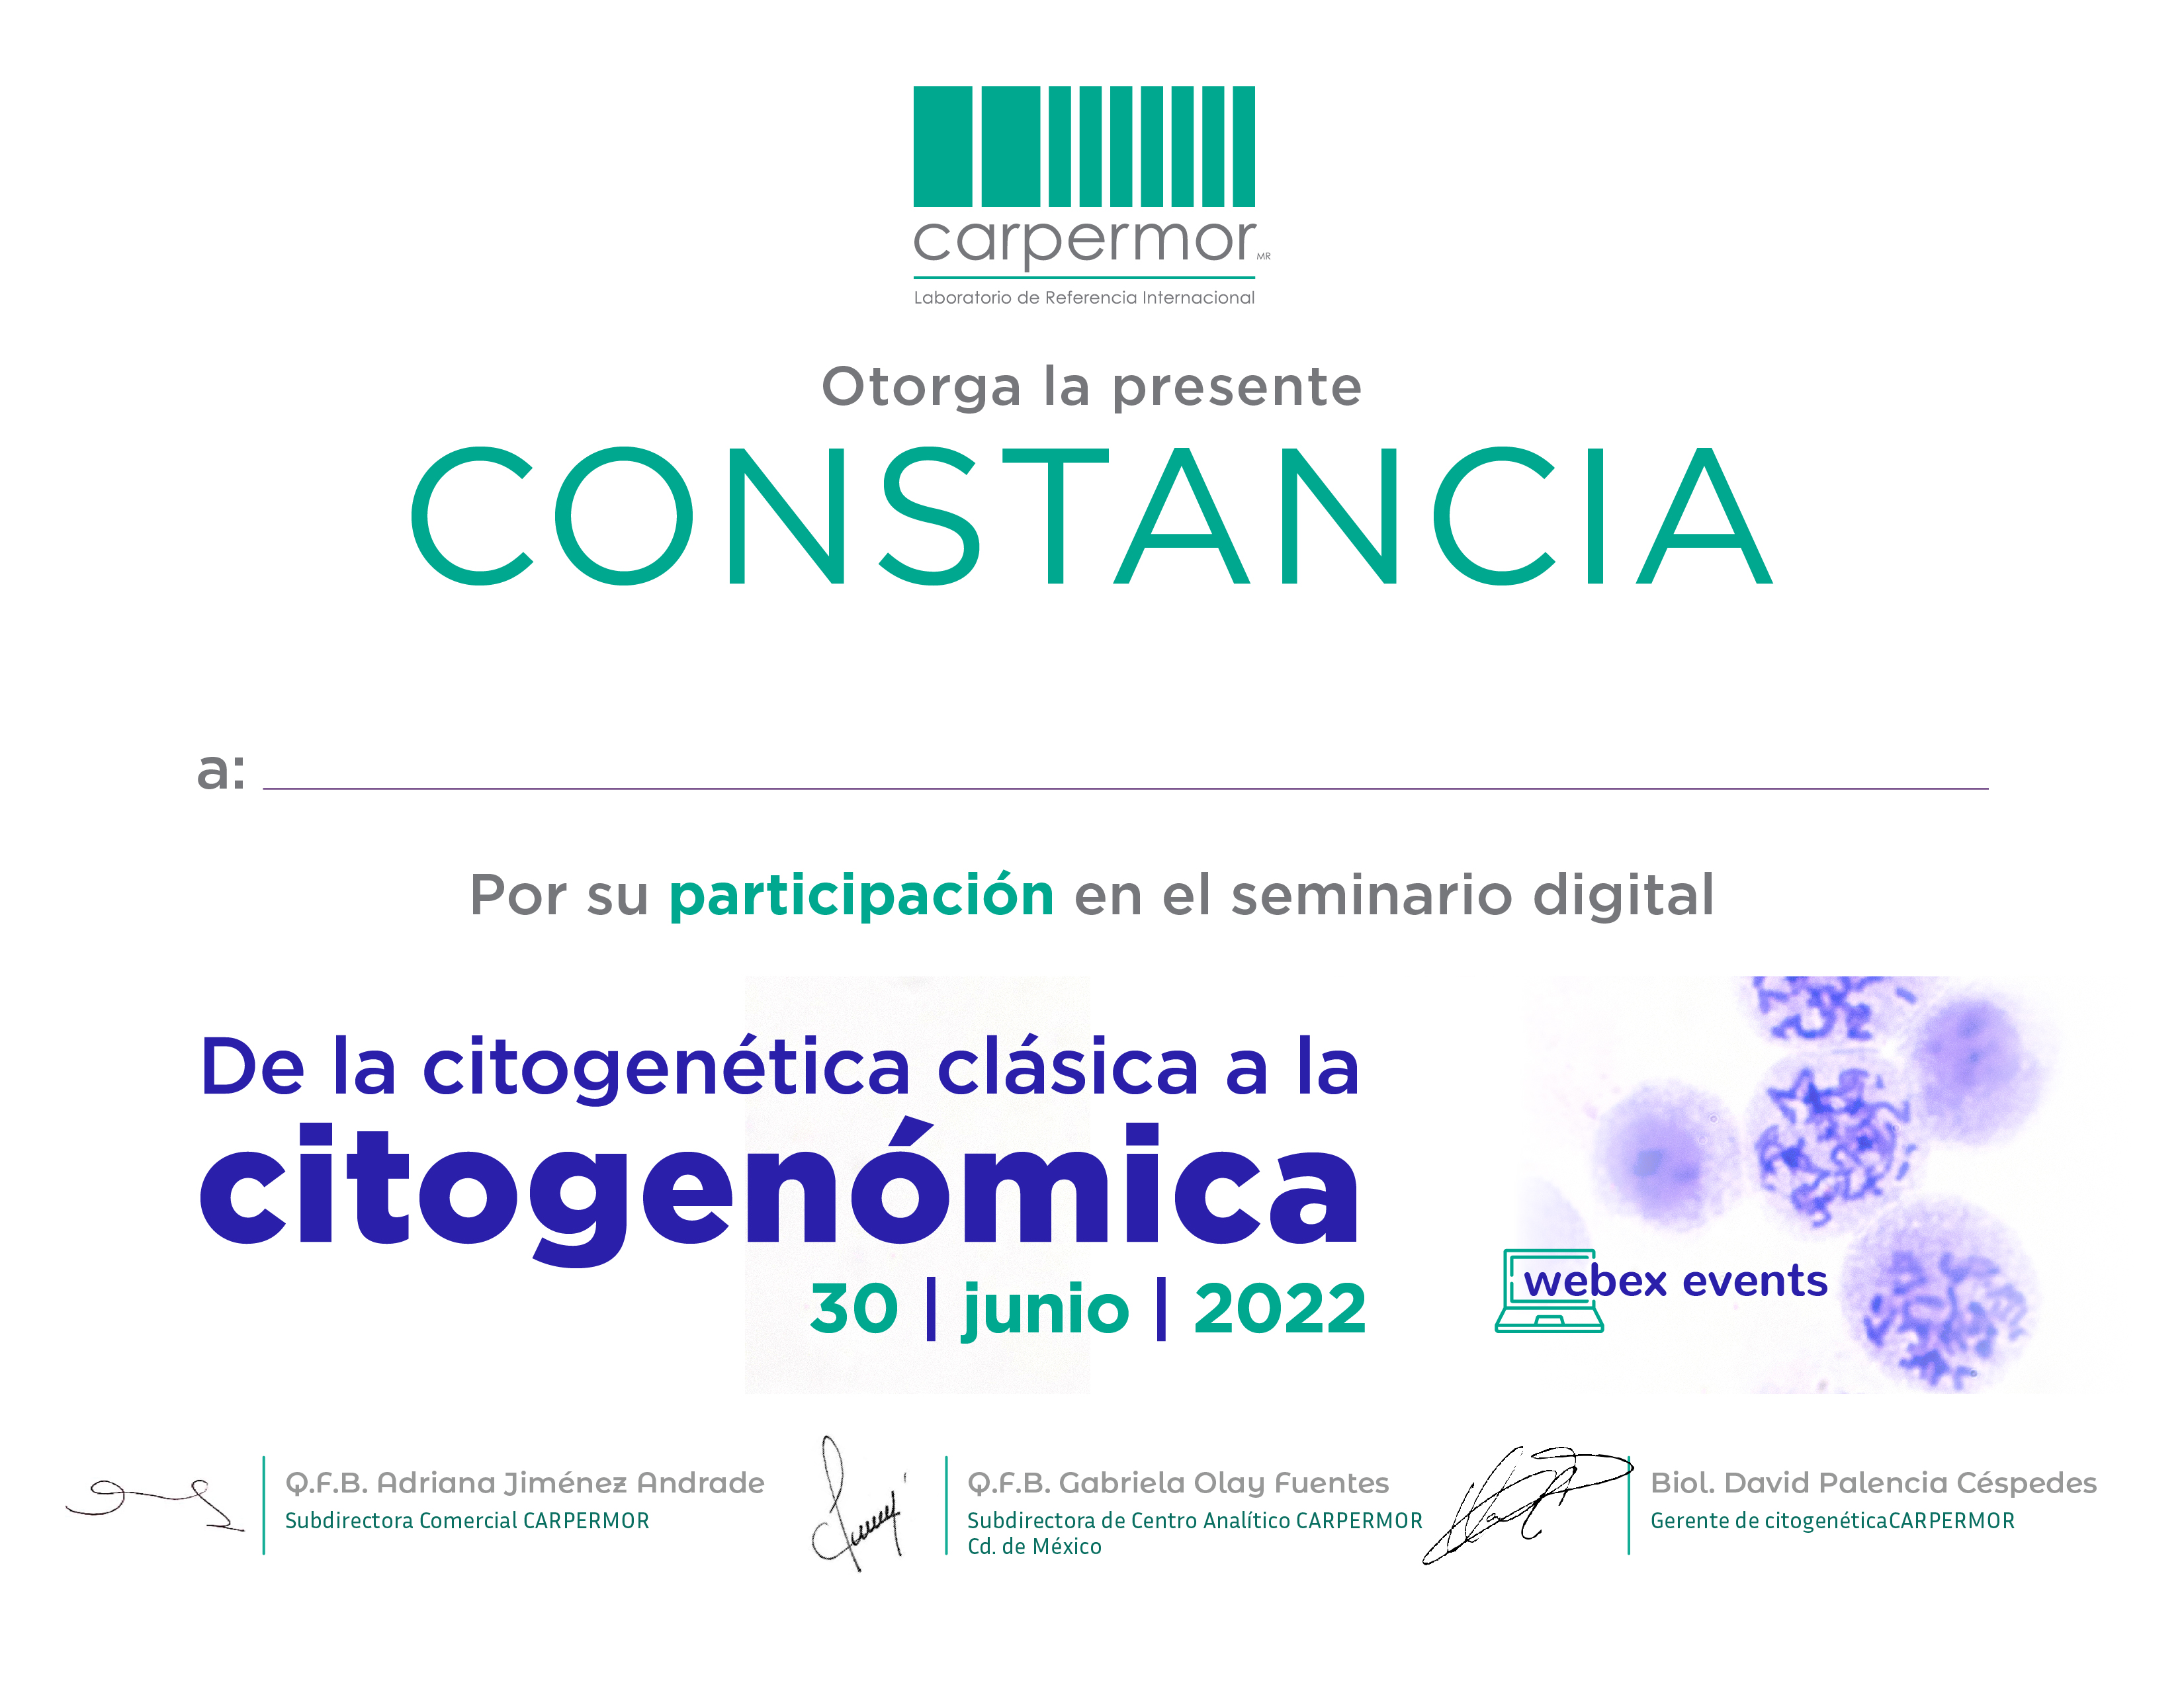 carpermor MR
Laboratorio de Referencia Internacional
Otorga la presente
CONSTANCIA
a:
Por su participación en el seminario digital
De la citogenética clásica a la
citogenómica
30 | junio | 2022
webex events
Q.F.B. Adriana Jiménez Andrade
Subdirectora Comercial CARPERMOR
Q.F.B. Gabriela Olay Fuentes
Subdirectora de Centro Analítico CARPERMOR
Cd. de México
Biol. David Palencia Céspedes
Gerente de citogenéticaCARPERMOR